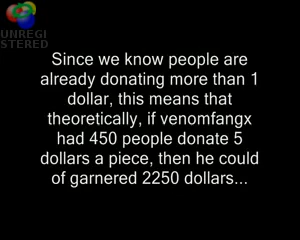 UNREGI
STERED
Since we know people are
already donating more than 1
dollar, this means that
theoretically, if venomfangx
had 450 people donate 5
dollars a piece, then he could
of garnered 2250 dollars...